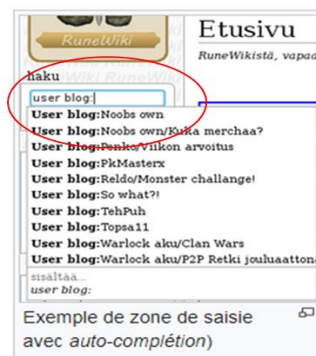 RuneWiki
Etusivu
RuneWikistä, vapaa
haku
user blog:
User blog:Noobs own
User blog:Noobs own/Kuka merchaa?
User blog:Penko/Viikon arvoitus
User blog:PkMasterx
User blog:Reldo/Monster challange!
User blog:So what?!
User blog:TehPuh
User blog:Topsa11
User blog:Warlock aku/Clan Wars
User blog:Warlock aku/P2P Retki jouluaatton
sisältää...
user blog:
Exemple de zone de saisie
avec auto-complétion)